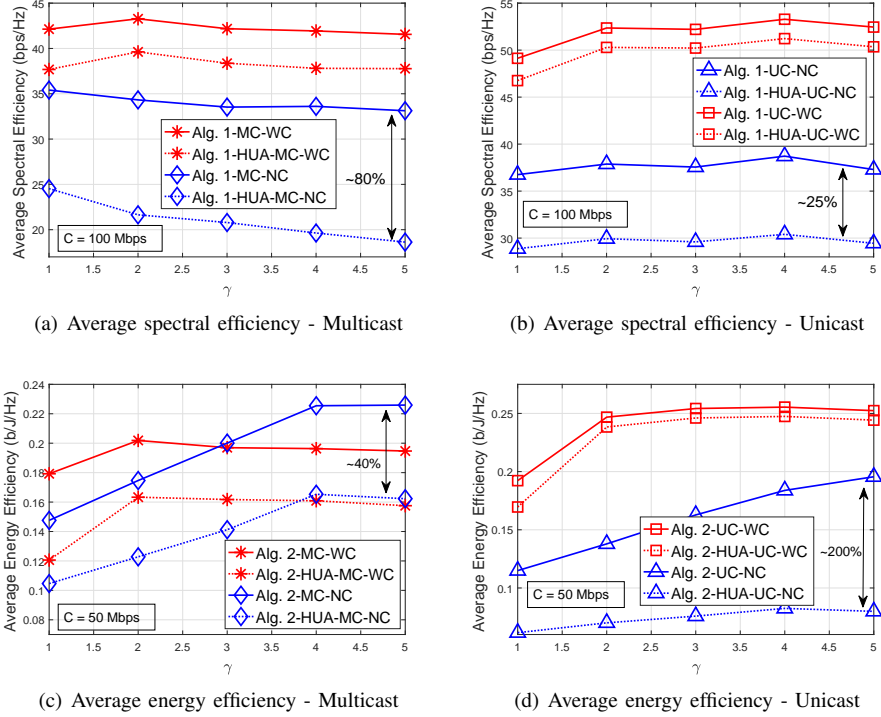 Average Spectral Efficiency (bps/Hz)
45
40
35
30
25
20
1
1.5
2
2.5
3
3.5
4
4.5
5
γ
Alg. 1-MC-WC
Alg. 1-HUA-MC-WC
Alg. 1-MC-NC
Alg. 1-HUA-MC-NC
~80%
C = 100 Mbps
(a) Average spectral efficiency - Multicast
Average Spectral Efficiency (bps/Hz)
55
50
45
40
35
30
28
1
1.5
2
2.5
3
3.5
4
4.5
5
γ
Alg. 1-UC-NC
Alg. 1-HUA-UC-NC
Alg. 1-UC-WC
Alg. 1-HUA-UC-WC
~25%
C = 100 Mbps
(b) Average spectral efficiency - Unicast
Average Energy Efficiency (b/J/Hz)
0.24
0.22
0.2
0.18
0.16
0.14
0.12
0.1
0.08
1
1.5
2
2.5
3
3.5
4
4.5
5
γ
~40%
Alg. 2-MC-WC
Alg. 2-HUA-MC-WC
Alg. 2-MC-NC
Alg. 2-HUA-MC-NC
C = 50 Mbps
(c) Average energy efficiency - Multicast
Average Energy Efficiency (b/J/Hz)
0.25
0.2
0.15
0.1
1
1.5
2
2.5
3
3.5
4
4.5
5
γ
Alg. 2-UC-WC
Alg. 2-HUA-UC-WC
Alg. 2-UC-NC
Alg. 2-HUA-UC-NC
~200%
C = 50 Mbps
(d) Average energy efficiency - Unicast